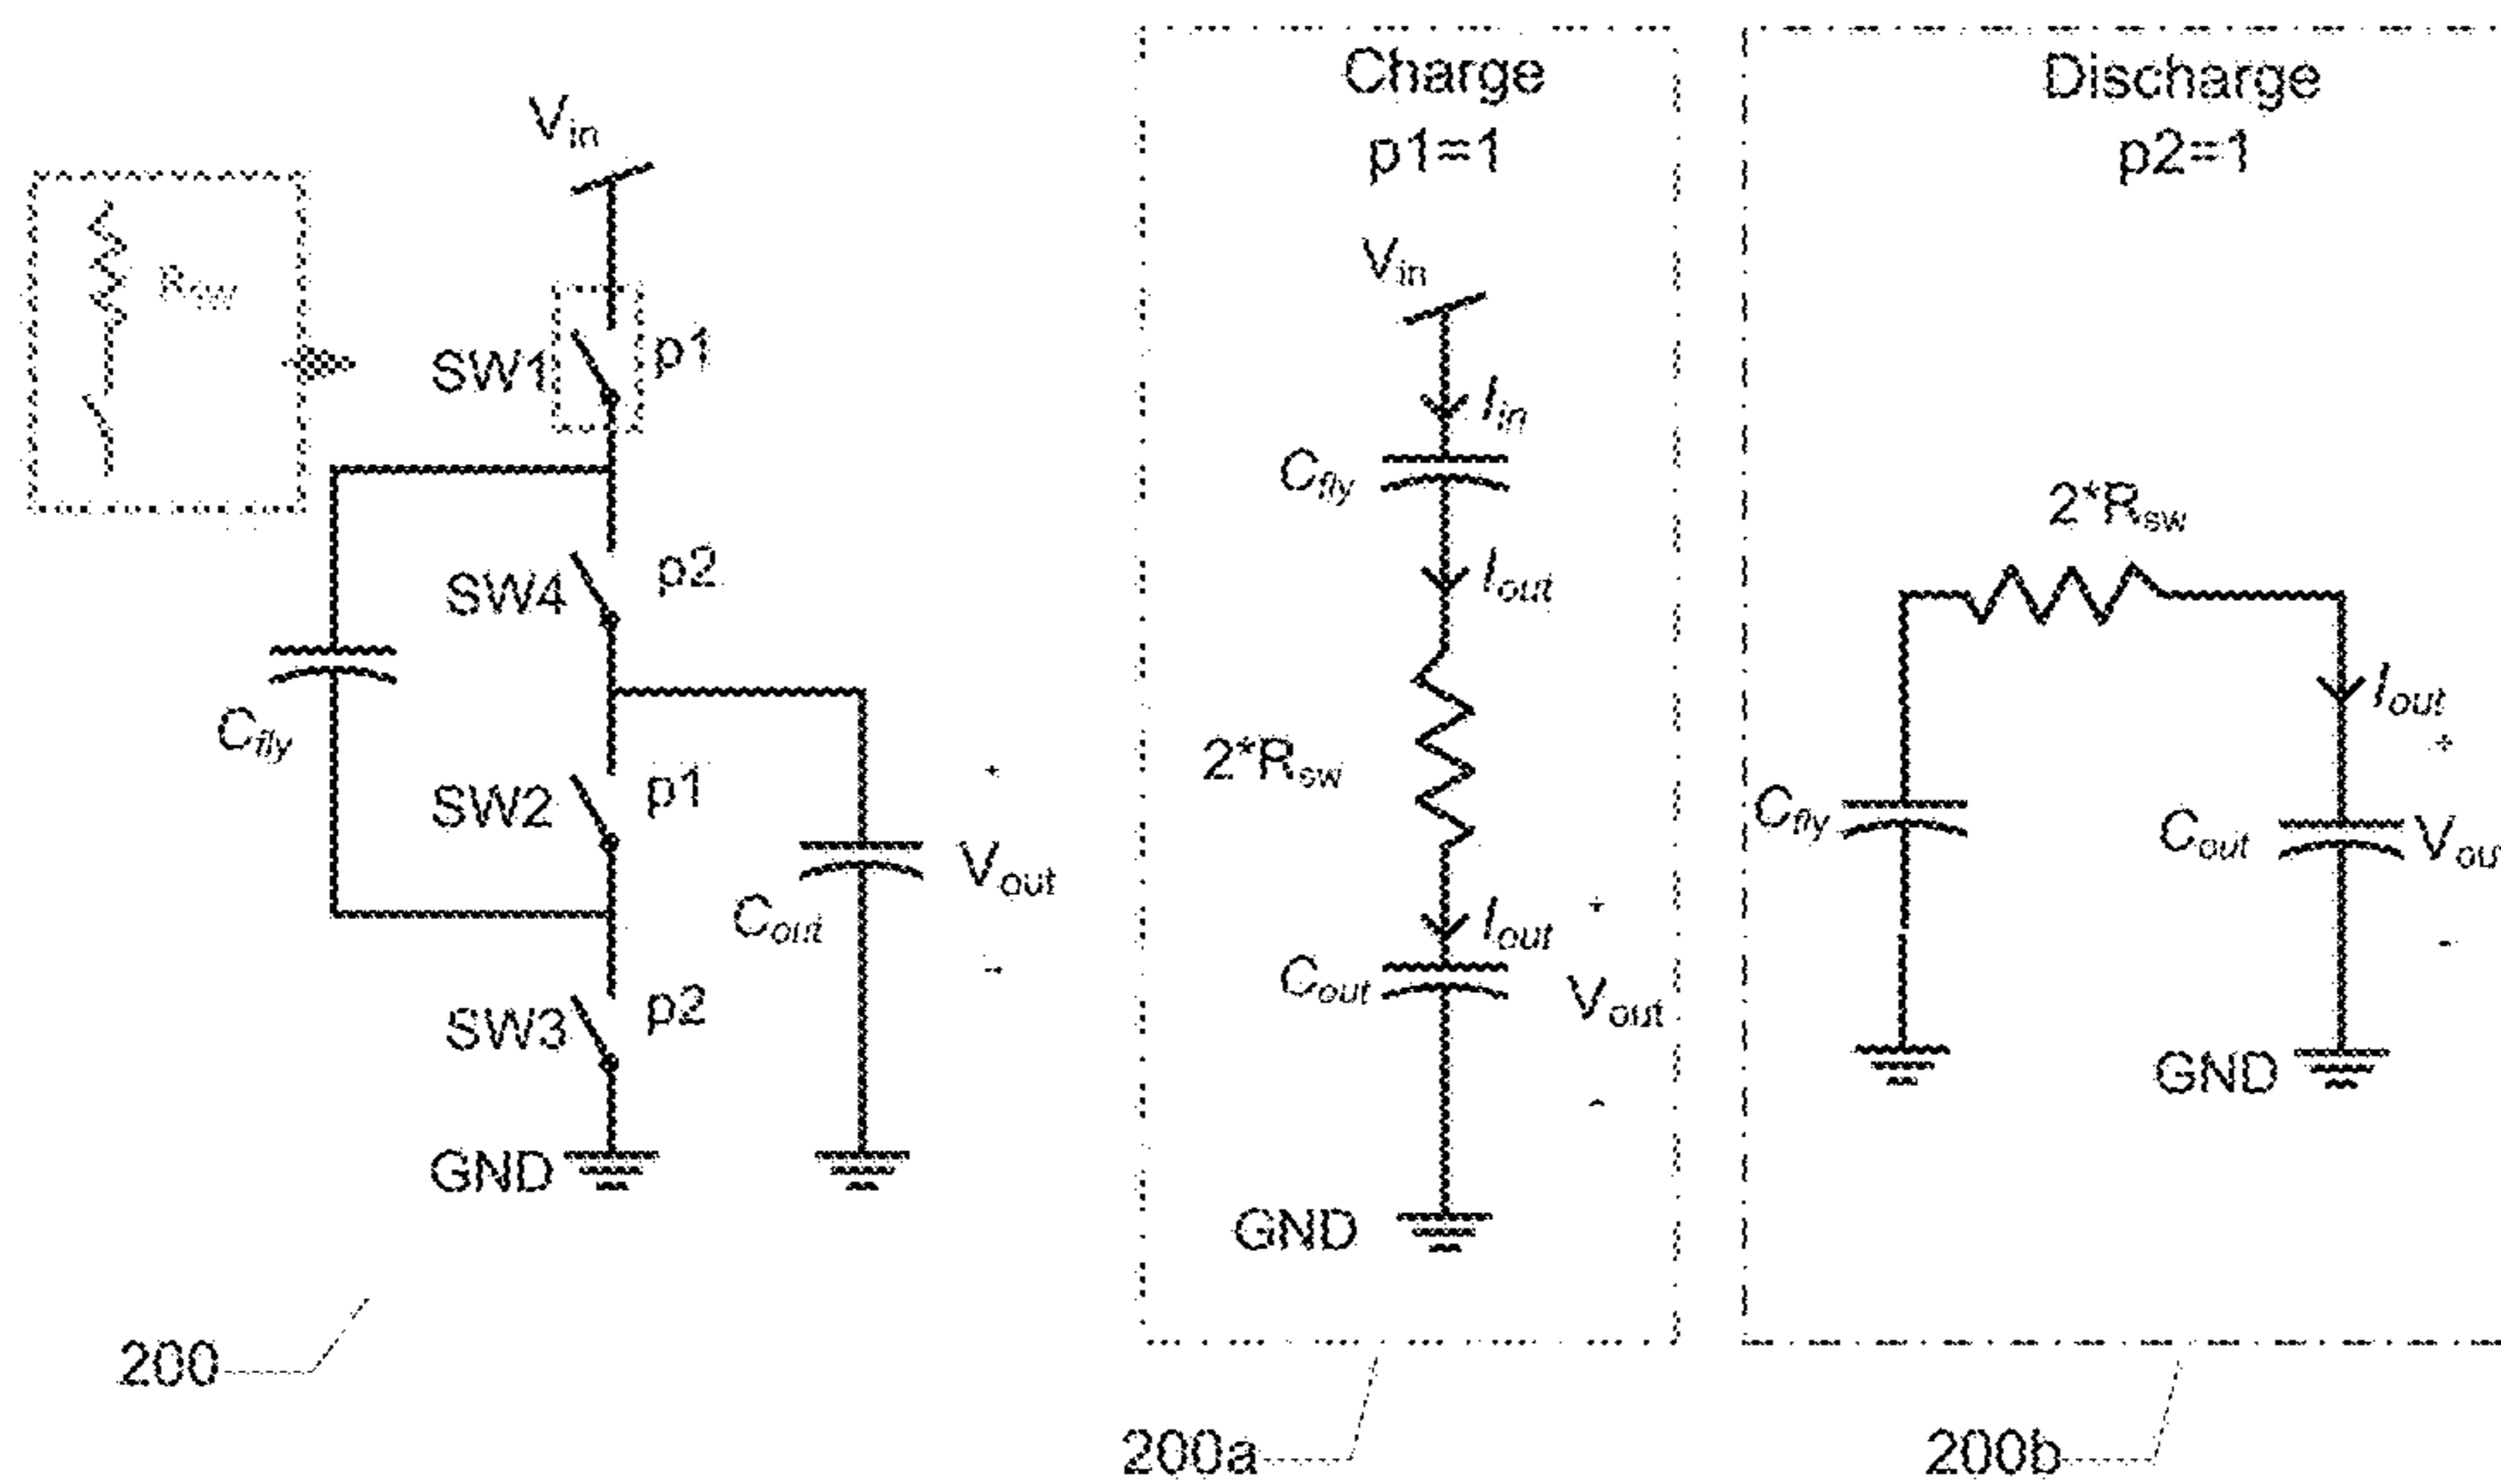 Vin
Rsw
SW1
p1
SW4
p2
Cfly
SW2
p1
Cout
+
Vout
-
SW3
p2
GND
200
Charge
p1=1
Vin
Iin
Cfly
Iout
2*Rsw
Iout
Cout
+
Vout
-
GND
200a
Discharge
p2=1
2*Rsw
Iout
Cfly
Cout
+
Vou
-
GND
200b